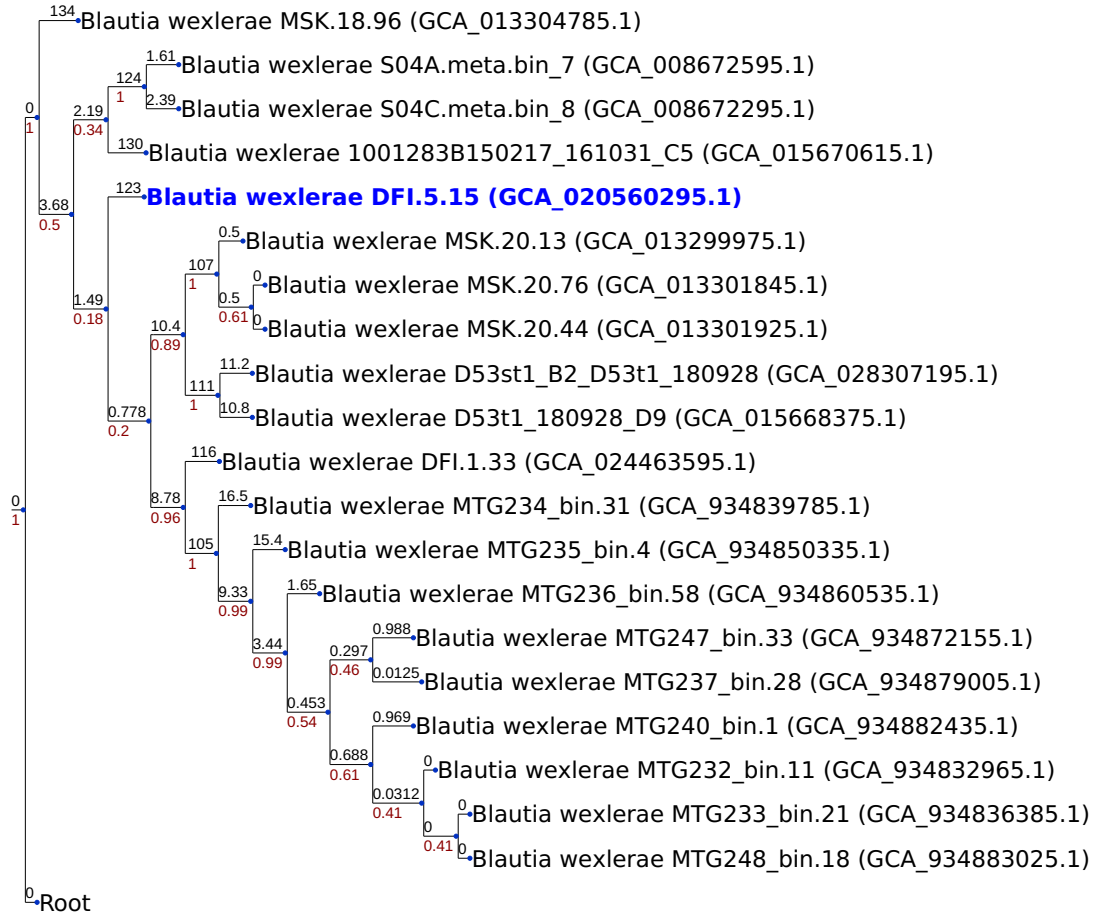 134
Blautia wexlerae MSK.18.96 (GCA_013304785.1)
1.61
Blautia wexlerae S04A.meta.bin_7 (GCA_008672595.1)
124
1
2.39
Blautia wexlerae S04C.meta.bin_8 (GCA_008672295.1)
0
1
2.19
0.34
130
Blautia wexlerae 1001283B150217_161031_C5 (GCA_015670615.1)
123
Blautia wexlerae DFI.5.15 (GCA_020560295.1)
3.68
0.5
0.5
Blautia wexlerae MSK.20.13 (GCA_013299975.1)
107
1
0
Blautia wexlerae MSK.20.76 (GCA_013301845.1)
1.49
0.18
0.5
0.61
0
Blautia wexlerae MSK.20.44 (GCA_013301925.1)
10.4
0.89
11.2
Blautia wexlerae D53st1_B2_D53t1_180928 (GCA_028307195.1)
111
1
10.8
Blautia wexlerae D53t1_180928_D9 (GCA_015668375.1)
0.778
0.2
116
Blautia wexlerae DFI.1.33 (GCA_024463595.1)
8.78
0.96
16.5
Blautia wexlerae MTG234_bin.31 (GCA_934839785.1)
0
1
105
1
15.4
Blautia wexlerae MTG235_bin.4 (GCA_934850335.1)
9.33
0.99
1.65
Blautia wexlerae MTG236_bin.58 (GCA_934860535.1)
3.44
0.99
0.988
Blautia wexlerae MTG247_bin.33 (GCA_934872155.1)
0.297
0.46
0.0125
Blautia wexlerae MTG237_bin.28 (GCA_934879005.1)
0.453
0.54
0.969
Blautia wexlerae MTG240_bin.1 (GCA_934882435.1)
0.688
0.61
0
Blautia wexlerae MTG232_bin.11 (GCA_934832965.1)
0.0312
0.41
0
Blautia wexlerae MTG233_bin.21 (GCA_934836385.1)
0
0.41
0
Blautia wexlerae MTG248_bin.18 (GCA_934883025.1)
0
Root